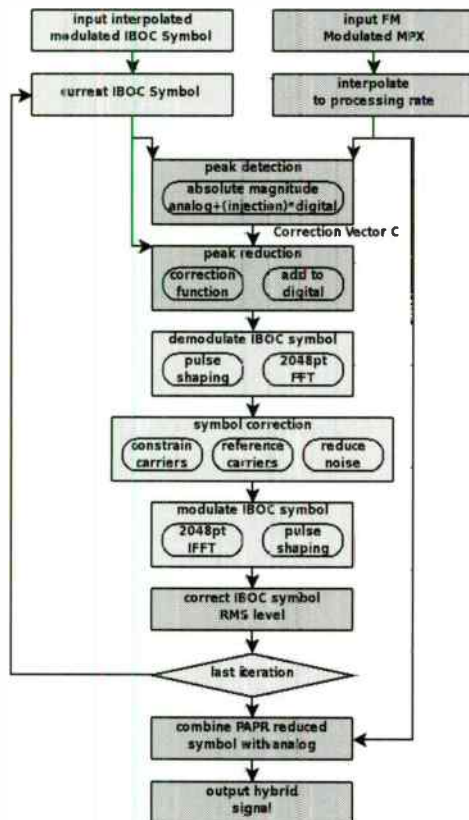 input interpolated
modulated IBOC Symbol
input FM
Modulated MPX
current IBOC Symbol
interpolate
to processing rate
peak detection
absolute magnitude
analog+(injection)*digital
Correction Vector C
peak reduction
correction
function
add to
digital
demodulate IBOC symbol
pulse
shaping
2048pt
FFT
symbol correction
constrain
carriers
reference
carriers
reduce
noise
modulate IBOC symbol
2048pt
IFFT
pulse
shaping
correct IBOC symbol
RMS level
last iteration
combine PAPR reduced
symbol with analog
output hybrid
signal